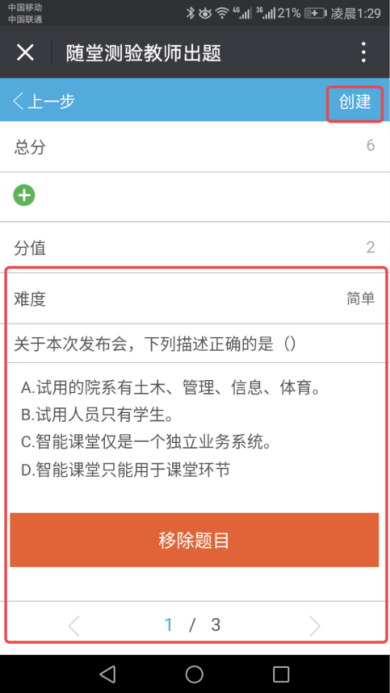 中国移动
中国联通
4G 3G 21% 凌晨1:29
随堂测验教师出题
上一步 创建
总分 6
分值 2
难度 简单
关于本次发布会，下列描述正确的是（）
A.试用的院系有土木、管理、信息、体育。
B.试用人员只有学生。
C.智能课堂仅是一个独立业务系统。
D.智能课堂只能用于课堂环节
移除题目
1 / 3